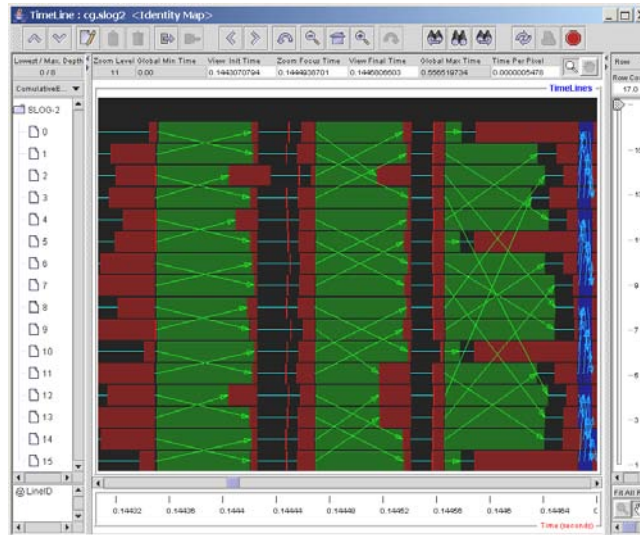 TimeLine : cg.slog2 <Identity Map>
Lowest / Max. Depth
Zoom Level
Global Min Time
View Init Time
Zoom Focus Time
View Final Time
Global Max Time
Time Per Pixel
Row
0 / 8
11
0.00
0.1443070794
0.1444938701
0.1446806603
0.556519734
0.0000005478
Row Co
CumulativeE...
TimeLines
17.0
SLOG-2
0
1
2
3
4
5
6
7
8
9
10
11
12
13
14
15
LineID
0.14432
0.14436
0.1444
0.14444
0.14448
0.14452
0.14456
0.1446
0.14464
Time (seconds)
Fit All R